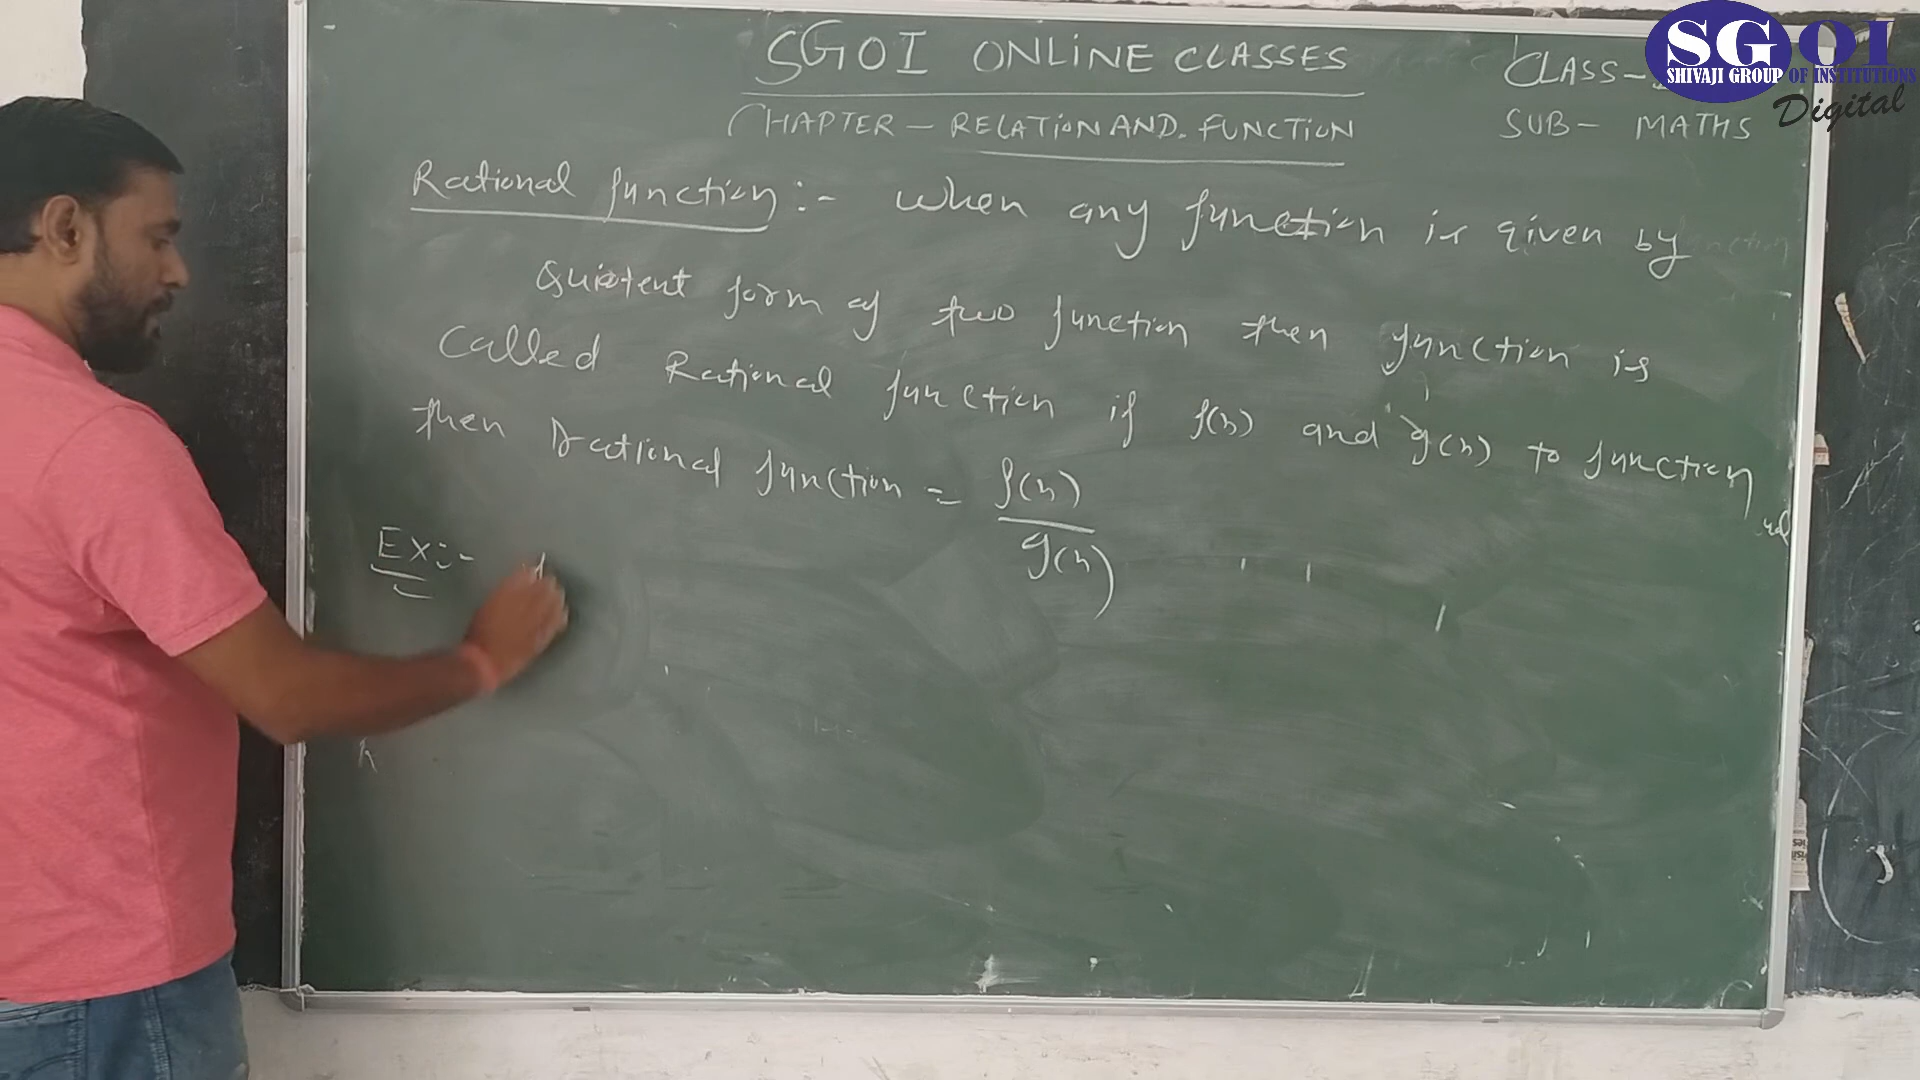 SGOI ONLINE CLASSES
CLASS-
CHAPTER - RELATION AND. FUNCTION
SUB- MATHS
SGOI
SHIVAJI GROUP OF INSTITUTIONS
Digital
Rational function :- When any function is given by
Quiotent form of two function then function is
Called Rational function if f(x) and g(x) to function
then Rational function = f(x)
g(x)
Ex:-